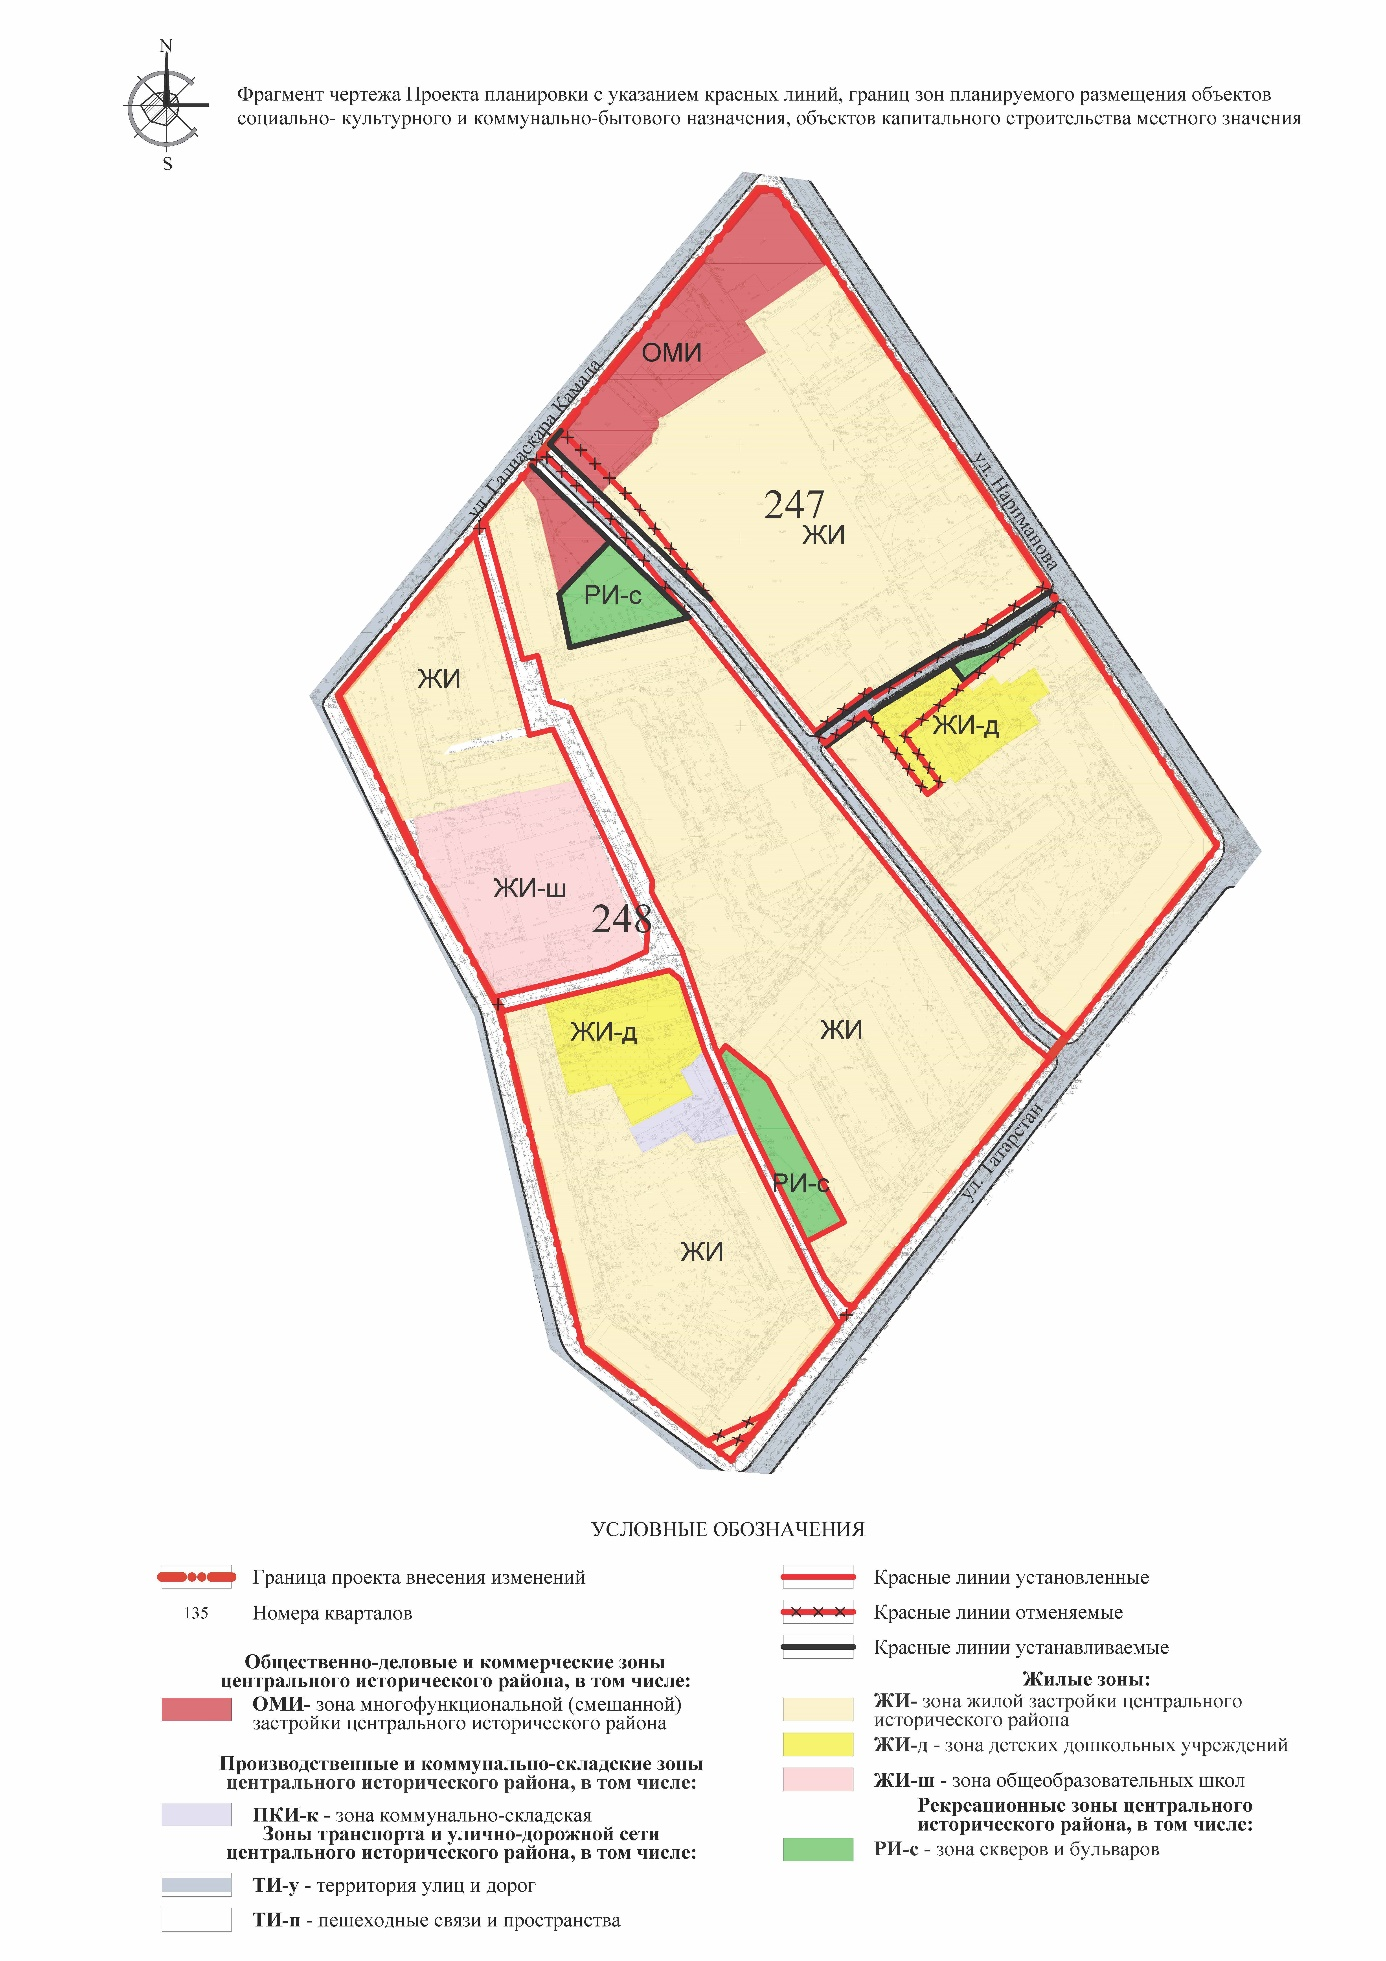 N
S
Фрагмент чертежа Проекта планировки с указанием красных линий, границ зон планируемого размещения объектов
социально- культурного и коммунально-бытового назначения, объектов капитального строительства местного значения
ОМИ
ул. Галиаскара Камала
ул. Нариманова
247
ЖИ
РИ-с
ЖИ
ЖИ-д
ЖИ-ш
248
ЖИ-д
ЖИ
ул. Татарстан
РИ-с
ЖИ
УСЛОВНЫЕ ОБОЗНАЧЕНИЯ
Граница проекта внесения изменений
135 Номера кварталов
Общественно-деловые и коммерческие зоны
центрального исторического района, в том числе:
ОМИ- зона многофункциональной (смешанной)
застройки центрального исторического района
Производственные и коммунально-складские зоны
центрального исторического района, в том числе:
ПКИ-к - зона коммунально-складская
Зоны транспорта и улично-дорожной сети
центрального исторического района, в том числе:
ТИ-у - территория улиц и дорог
ТИ-п - пешеходные связи и пространства
Красные линии установленные
Красные линии отменяемые
Красные линии устанавливаемые
Жилые зоны:
ЖИ- зона жилой застройки центрального
исторического района
ЖИ-д - зона детских дошкольных учреждений
ЖИ-ш - зона общеобразовательных школ
Рекреационные зоны центрального
исторического района, в том числе:
РИ-с - зона скверов и бульваров